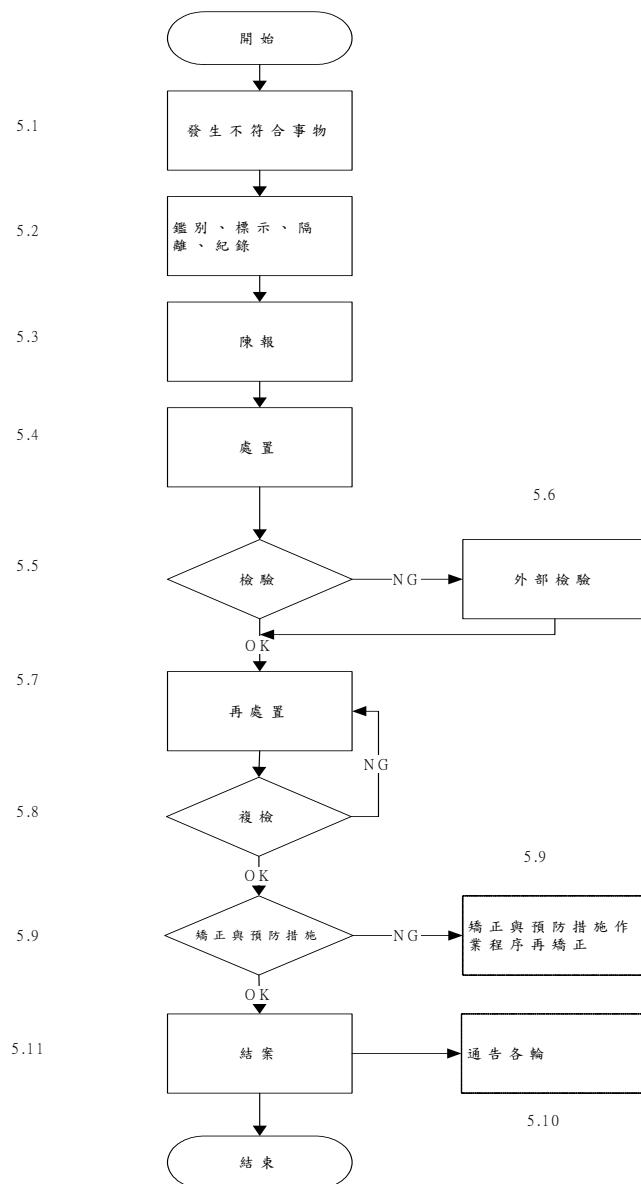 開始
5.1
發生不符合事物
5.2
鑑別、標示、隔
離、紀錄
5.3
陳報
5.4
處置
5.6
5.5
檢驗
NG
外部檢驗
OK
5.7
再處置
NG
5.8
複檢
OK
5.9
5.9
矯正與預防措施
NG
矯正與預防措施作
業程序再矯正
OK
5.11
結案
通告各輪
5.10
結束